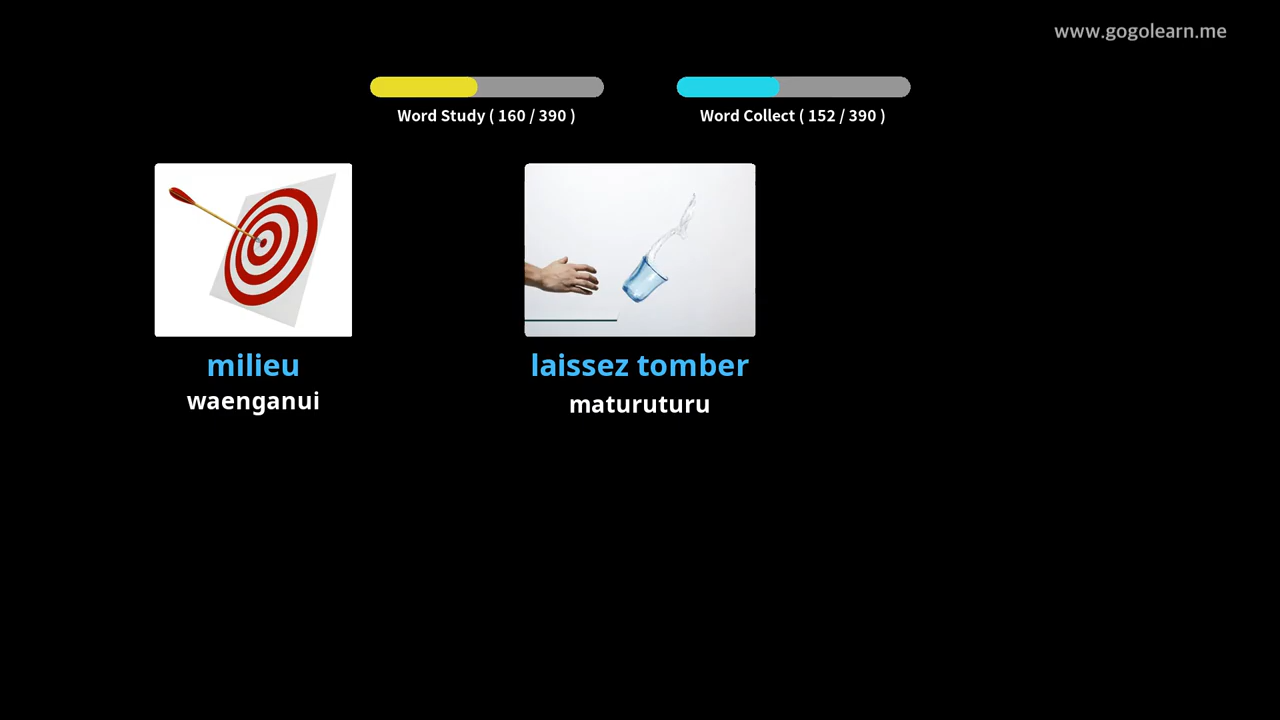 www.gogolearn.me
Word Study ( 160 / 390 )
Word Collect ( 152 / 390 )
milieu
waenganui
laissez tomber
maturuturu